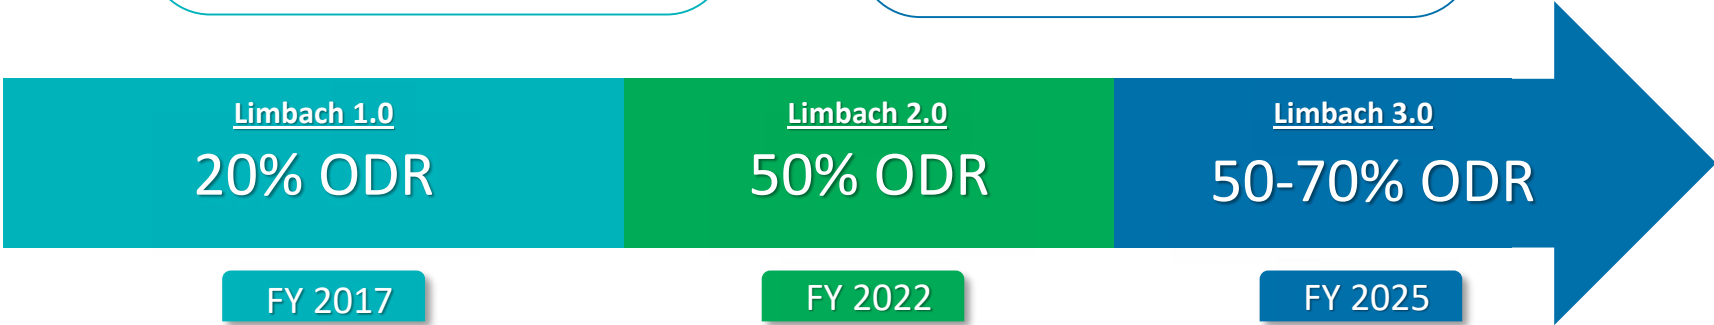 Limbach 1.0
20% ODR
Limbach 2.0
50% ODR
Limbach 3.0
50-70% ODR
FY 2017
FY 2022
FY 2025